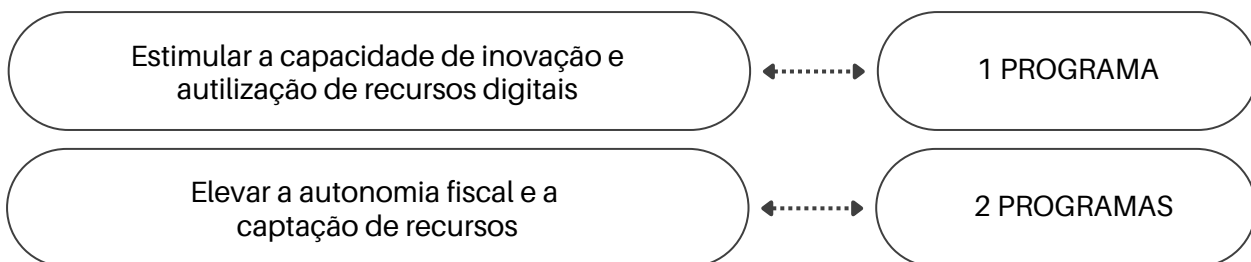 Estimular a capacidade de inovação e
autilização de recursos digitais
1 PROGRAMA
Elevar a autonomia fiscal e a
captação de recursos
2 PROGRAMAS